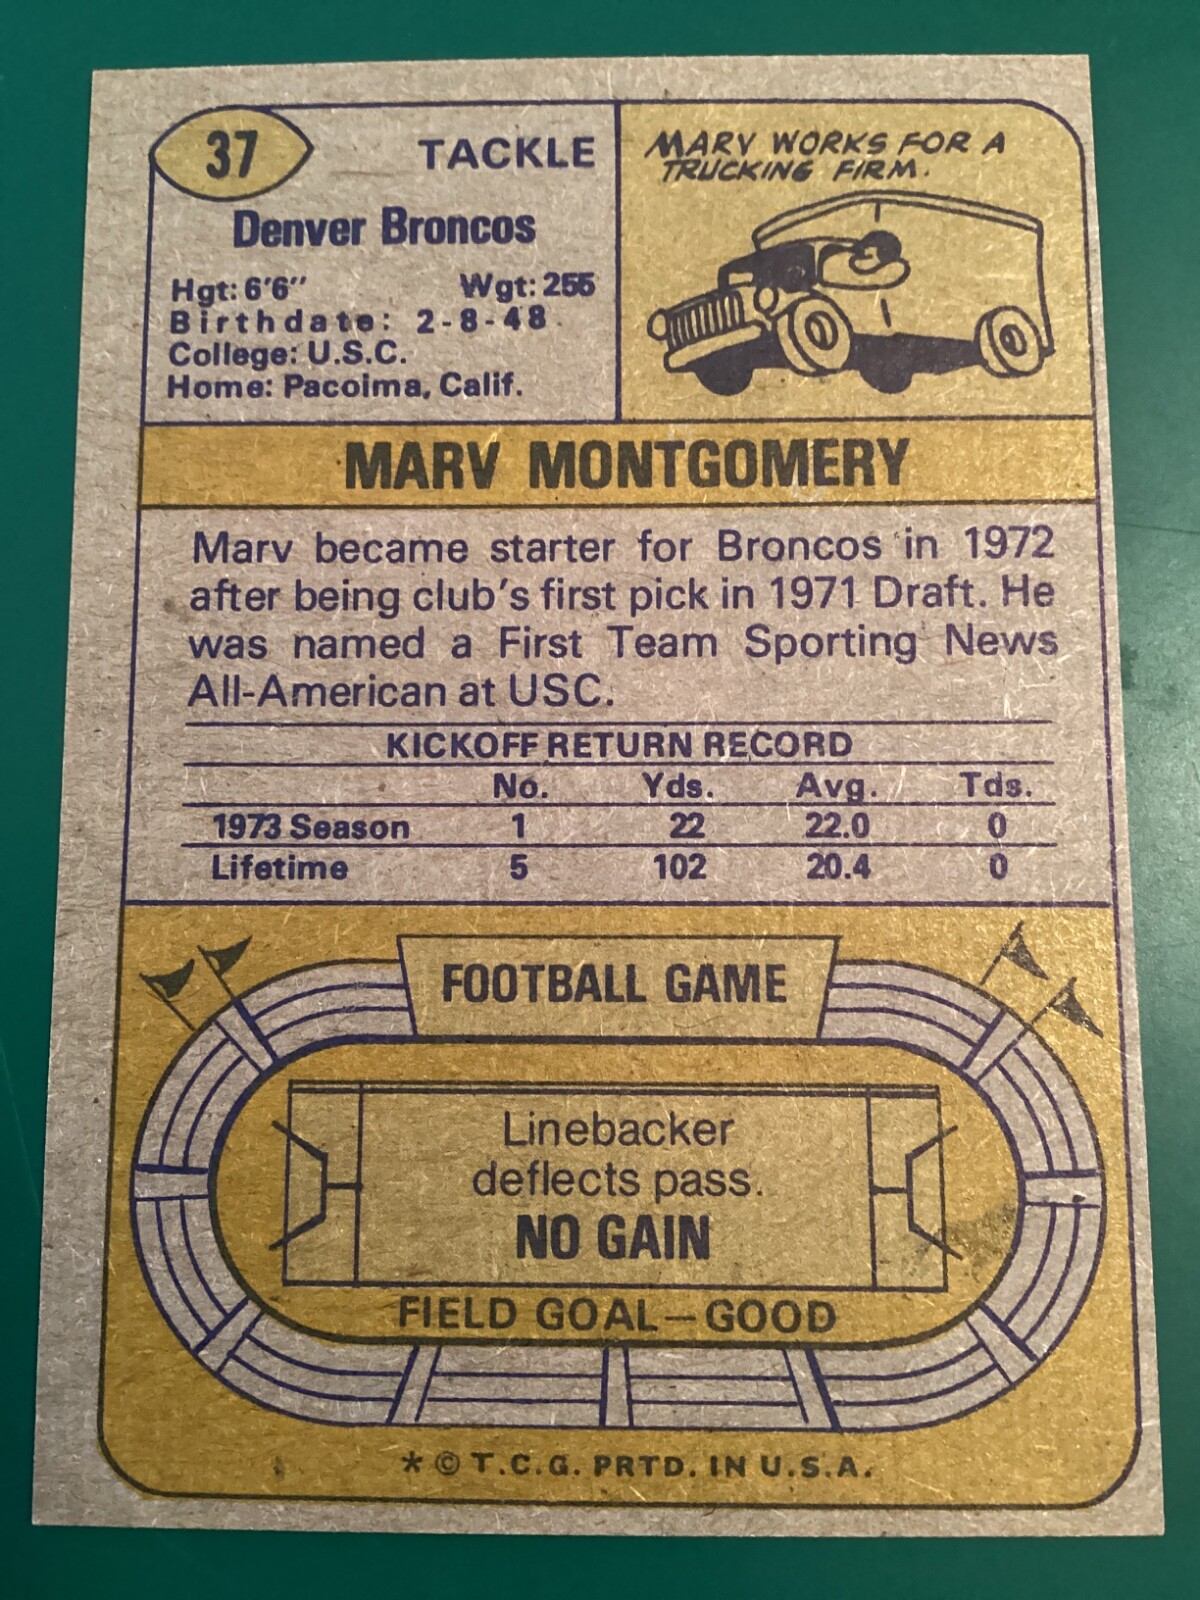 37
TACKLE
Denver Broncos
Hgt: 6'6" Wgt: 255
Birthdate: 2-8-48
College: U.S.C.
Home: Pacoima, Calif.
MARV WORKS FOR A
TRUCKING FIRM.
MARV MONTGOMERY
Marv became starter for Broncos in 1972
after being club's first pick in 1971 Draft. He
was named a First Team Sporting News
All-American at USC.
KICKOFF RETURN RECORD
No. Yds. Avg. Tds.
1973 Season 1 22 22.0 0
Lifetime 5 102 20.4 0
FOOTBALL GAME
Linebacker
deflects pass.
NO GAIN
FIELD GOAL—GOOD
* © T.C.G. PRTD. IN U.S.A.